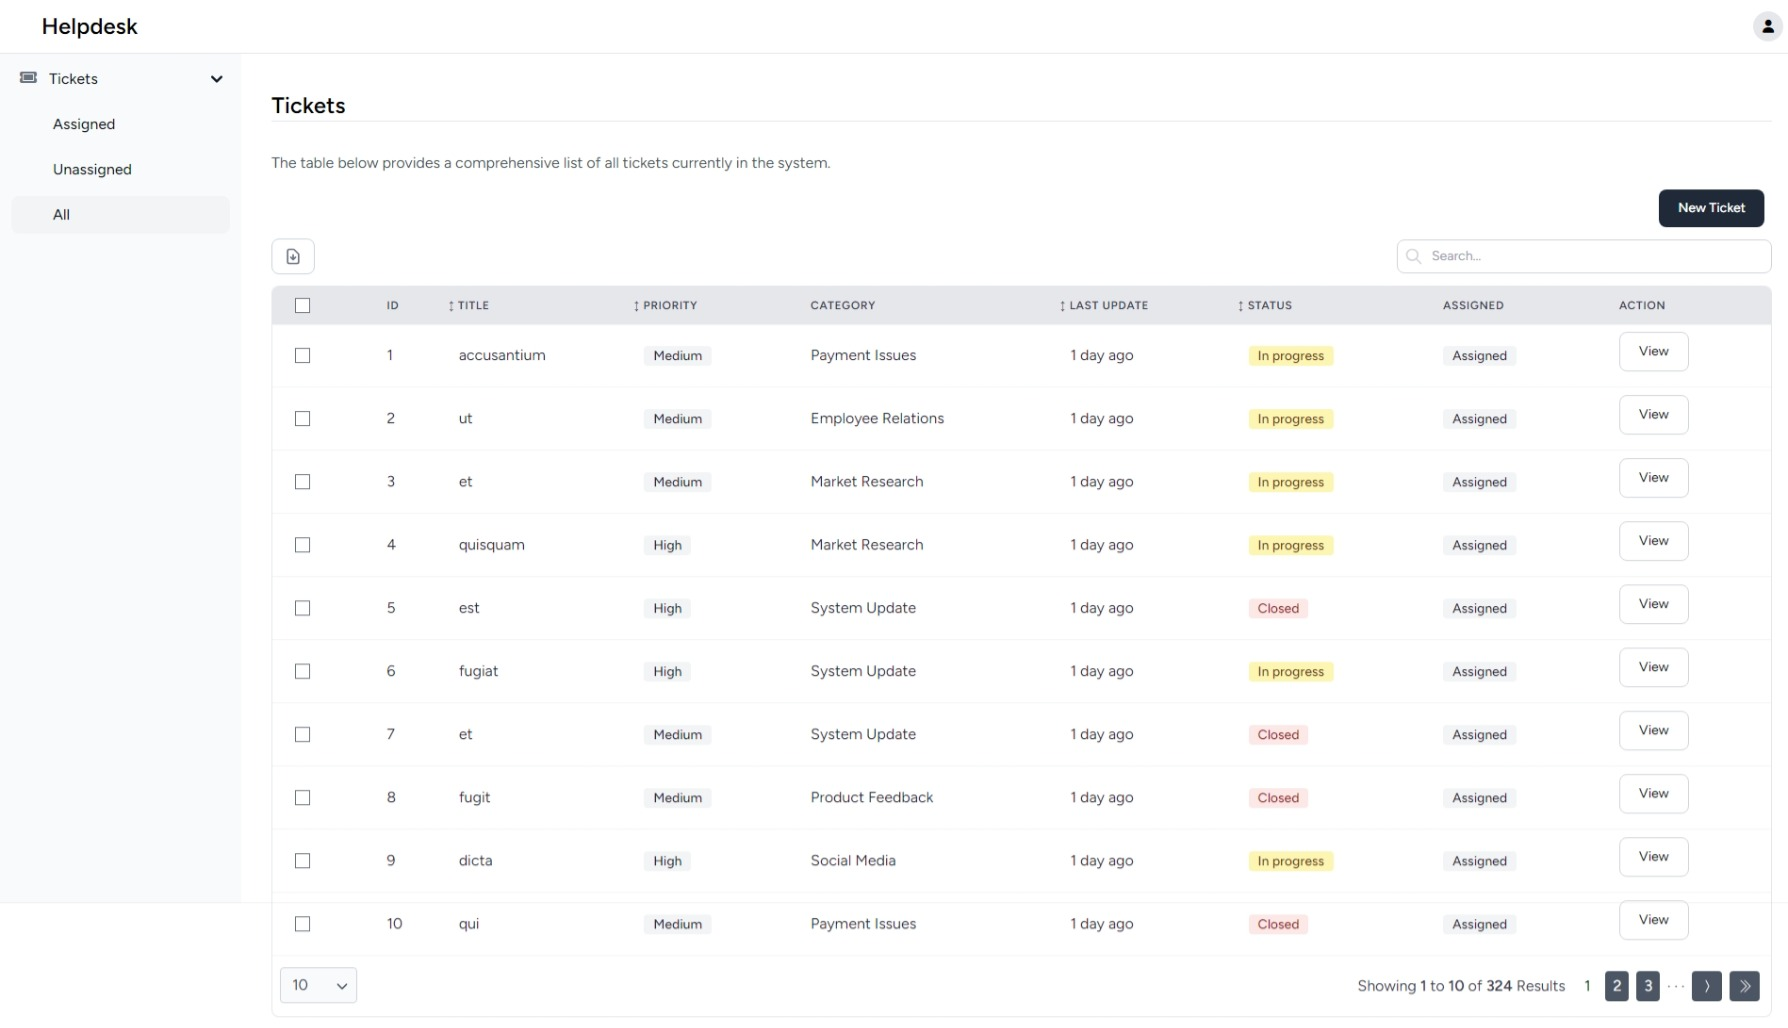 Helpdesk
Tickets
Assigned
Unassigned
All
Tickets
The table below provides a comprehensive list of all tickets currently in the system.
New Ticket
Search...
ID TITLE PRIORITY CATEGORY LAST UPDATE STATUS ASSIGNED ACTION
1 accusantium Medium Payment Issues 1 day ago In progress Assigned View
2 ut Medium Employee Relations 1 day ago In progress Assigned View
3 et Medium Market Research 1 day ago In progress Assigned View
4 quisquam High Market Research 1 day ago In progress Assigned View
5 est High System Update 1 day ago Closed Assigned View
6 fugiat High System Update 1 day ago In progress Assigned View
7 et Medium System Update 1 day ago Closed Assigned View
8 fugit Medium Product Feedback 1 day ago Closed Assigned View
9 dicta High Social Media 1 day ago In progress Assigned View
10 qui Medium Payment Issues 1 day ago Closed Assigned View
10 Showing 1 to 10 of 324 Results 1 2 3 ... 〉 »